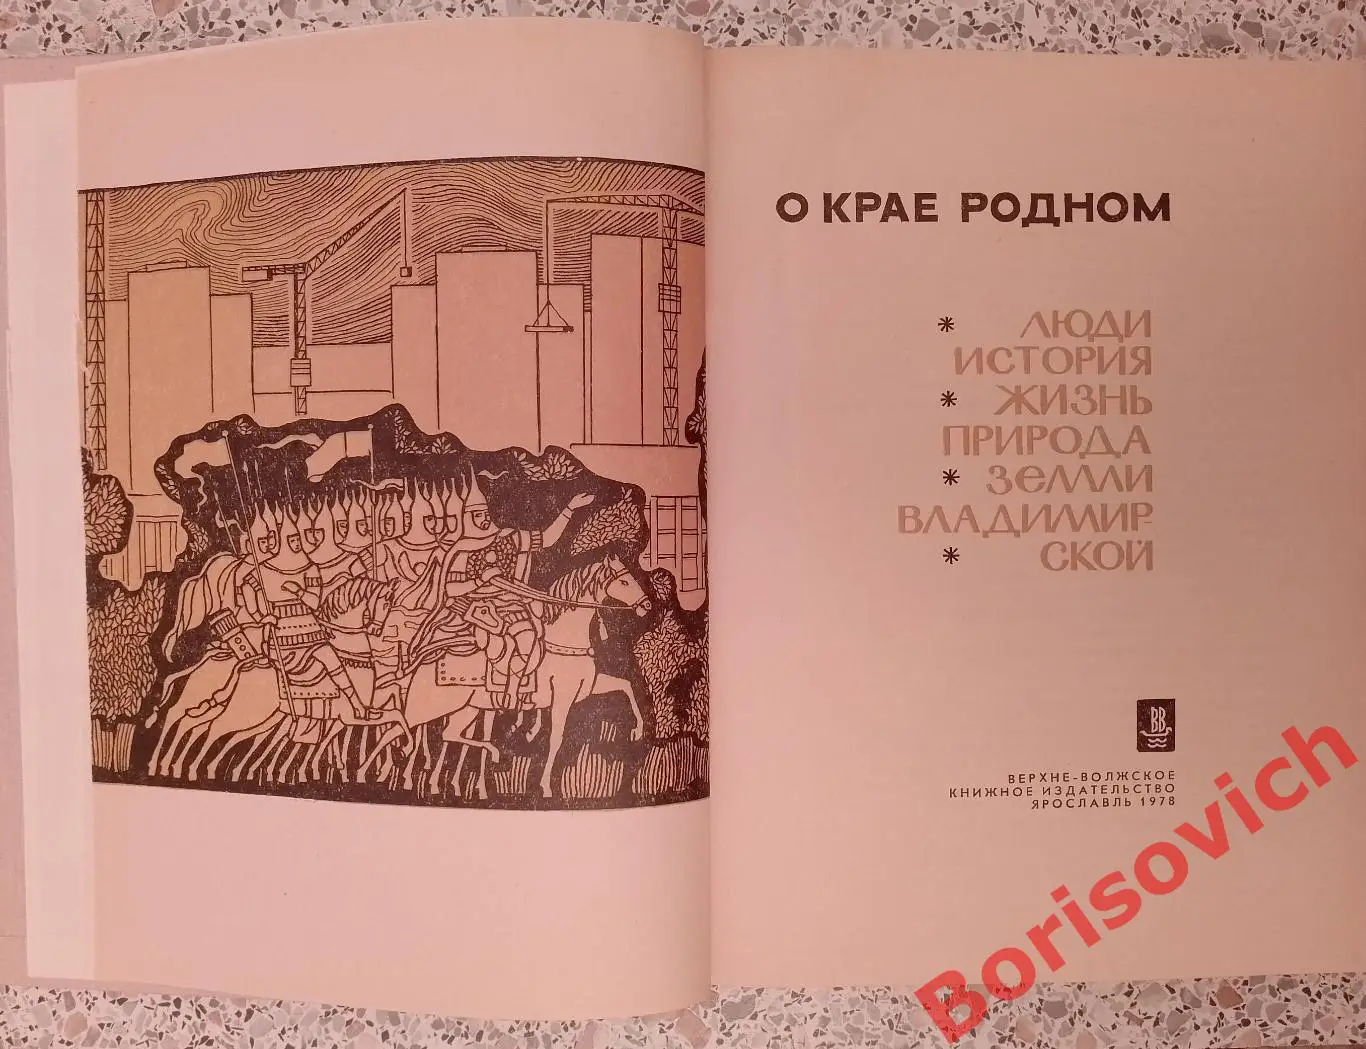 О КРАЕ РОДНОМ
* ЛЮДИ
ИСТОРИЯ
* ЖИЗНЬ
ПРИРОДА
* ЗЕМЛИ
ВЛАДИМИР-
* СКОЙ
ВВ
ВЕРХНЕ-ВОЛЖСКОЕ
КНИЖНОЕ ИЗДАТЕЛЬСТВО
ЯРОСЛАВЛЬ 1978
Borisovich